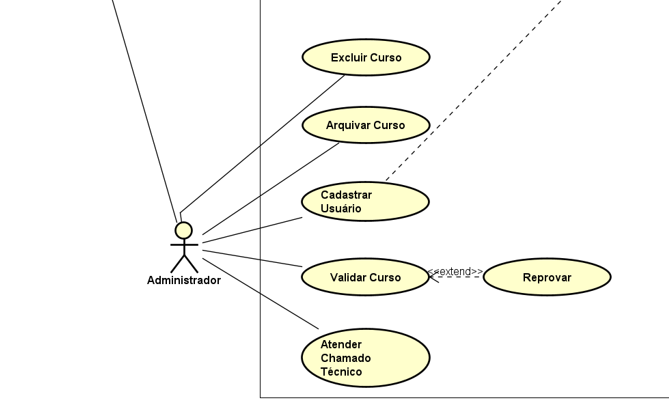 Excluir Curso
Arquivar Curso
Cadastrar
Usuário
Administrador
Validar Curso
<<extend>>
Reprovar
Atender
Chamado
Técnico